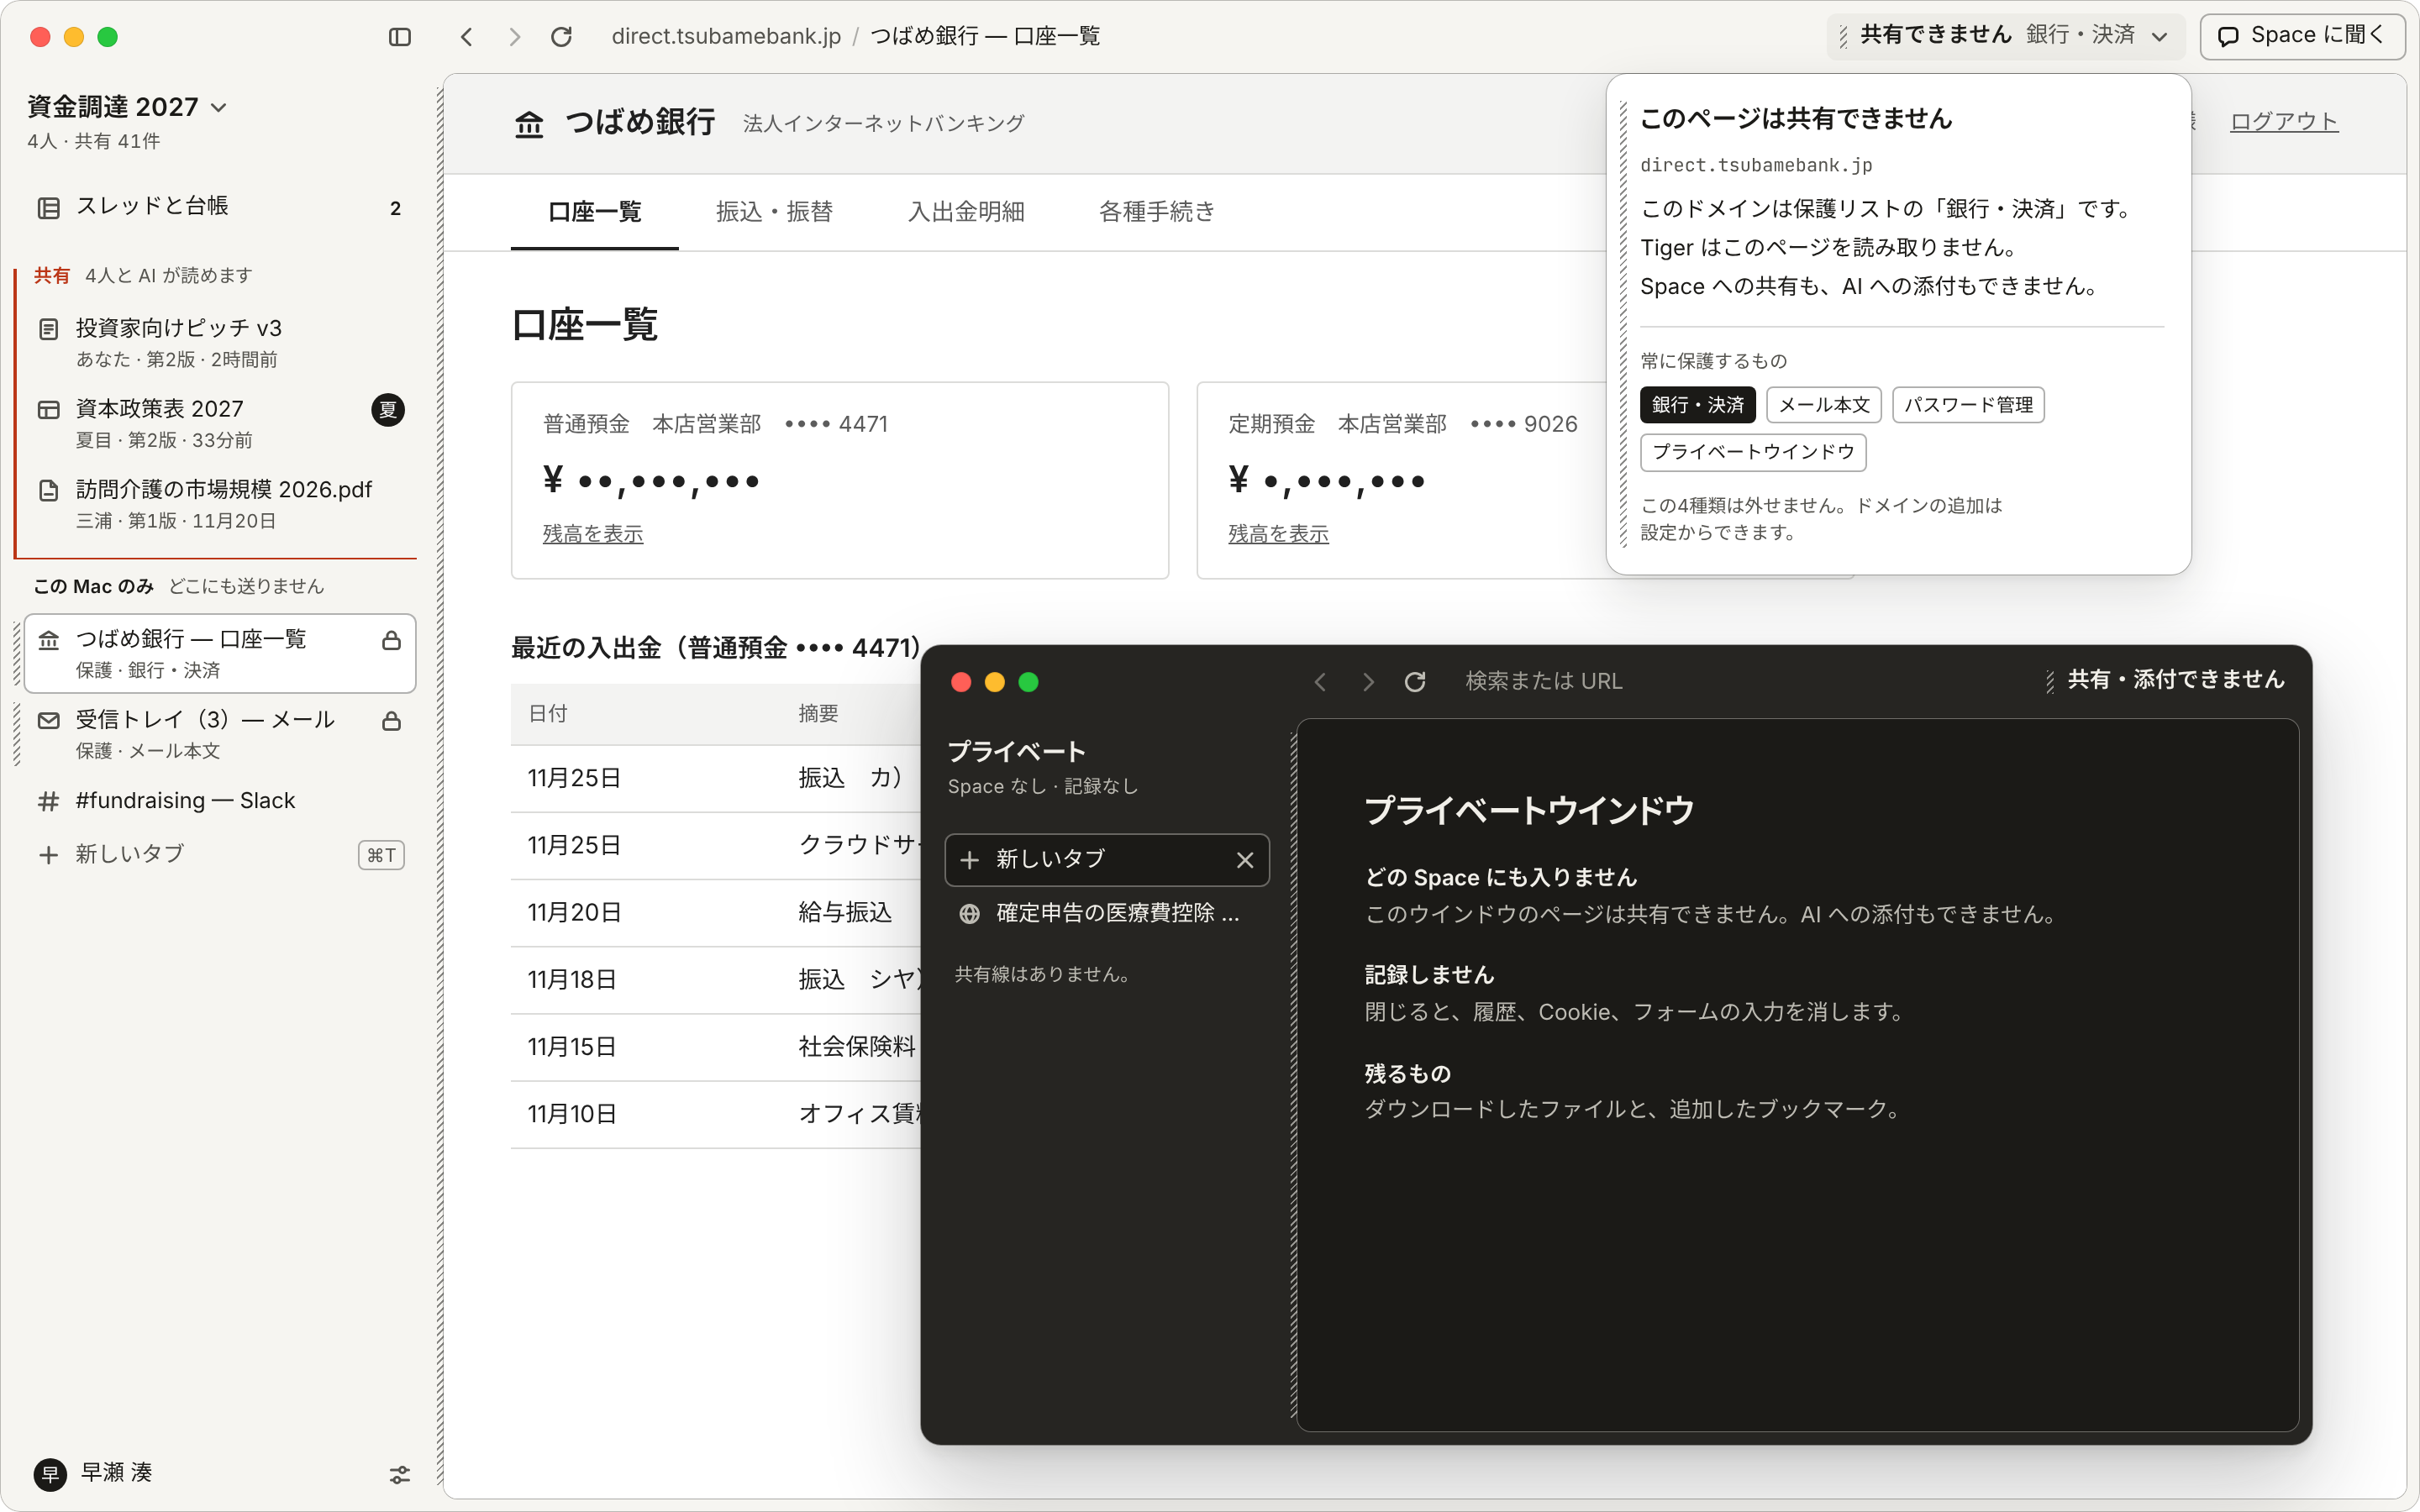 direct.tsubamebank.jp / つばめ銀行 — 口座一覧
共有できません 銀行・決済
Space に聞く
資金調達 2027
4人 · 共有 41件
スレッドと台帳 2
共有 4人と AI が読めます
投資家向けピッチ v3
あなた · 第2版 · 2時間前
資本政策表 2027
夏
夏目 · 第2版 · 33分前
訪問介護の市場規模 2026.pdf
三浦 · 第1版 · 11月20日
この Mac のみ どこにも送りません
つばめ銀行 — 口座一覧
保護 · 銀行・決済
受信トレイ（3）— メール
保護 · メール本文
#fundraising — Slack
新しいタブ ⌘T
早 早瀬 湊
つばめ銀行 法人インターネットバンキング
ログアウト
口座一覧 振込・振替 入出金明細 各種手続き
口座一覧
普通預金 本店営業部 •••• 4471
¥ ••,•••,•••
残高を表示
定期預金 本店営業部 •••• 9026
¥ •,•••,•••
残高を表示
最近の入出金（普通預金 •••• 4471）
日付 摘要
11月25日 振込 カ）
11月25日 クラウドサ
11月20日 給与振込
11月18日 振込 シヤ）
11月15日 社会保険料
11月10日 オフィス賃
このページは共有できません
direct.tsubamebank.jp
このドメインは保護リストの「銀行・決済」です。
Tiger はこのページを読み取りません。
Space への共有も、AI への添付もできません。
常に保護するもの
銀行・決済 メール本文 パスワード管理
プライベートウインドウ
この4種類は外せません。ドメインの追加は
設定からできます。
検索または URL
共有・添付できません
プライベート
Space なし · 記録なし
新しいタブ
確定申告の医療費控除 …
共有線はありません。
プライベートウインドウ
どの Space にも入りません
このウインドウのページは共有できません。AI への添付もできません。
記録しません
閉じると、履歴、Cookie、フォームの入力を消します。
残るもの
ダウンロードしたファイルと、追加したブックマーク。